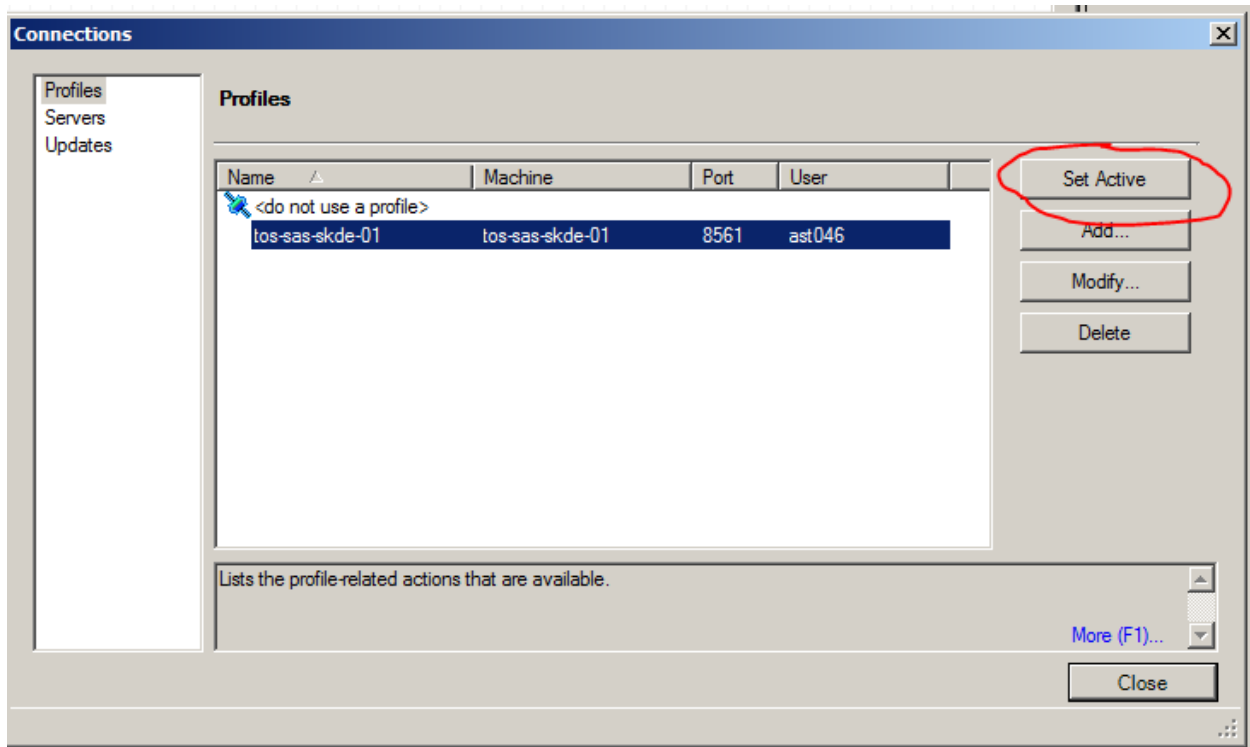 Connections
Profiles
Servers
Updates
Profiles
Name Machine Port User
<do not use a profile>
tos-sas-skde-01 tos-sas-skde-01 8561 ast046
Set Active
Add...
Modify...
Delete
Lists the profile-related actions that are available.
More (F1)...
Close